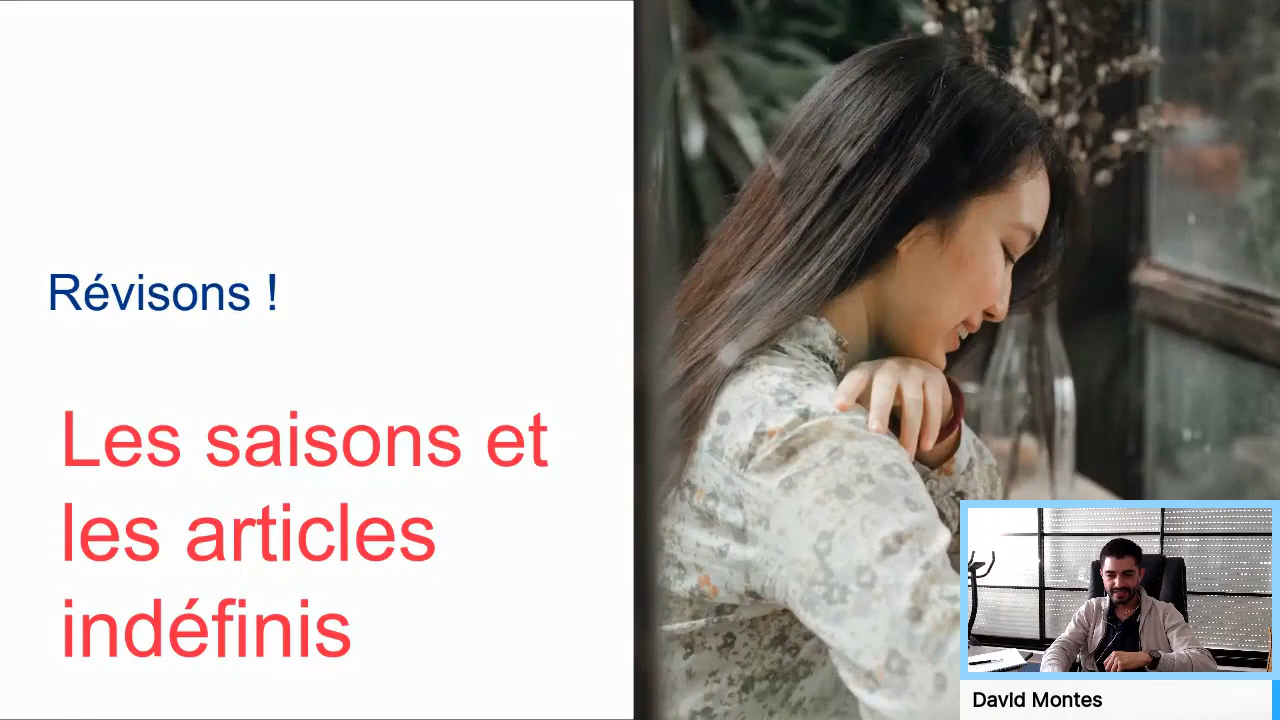 Révisons !
Les saisons et
les articles
indéfinis
David Montes